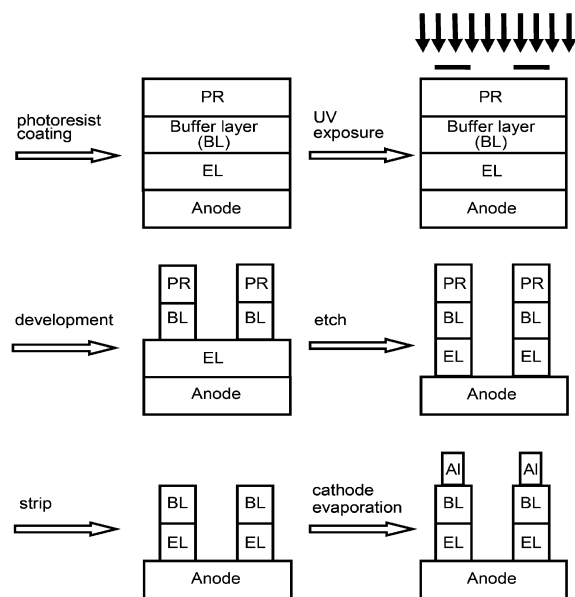 photoresist
coating
PR
Buffer layer
(BL)
EL
Anode
UV
exposure
PR
Buffer layer
(BL)
EL
Anode
development
PR PR
BL BL
EL
Anode
etch
PR PR
BL BL
EL EL
Anode
strip
BL BL
EL EL
Anode
cathode
evaporation
Al Al
BL BL
EL EL
Anode